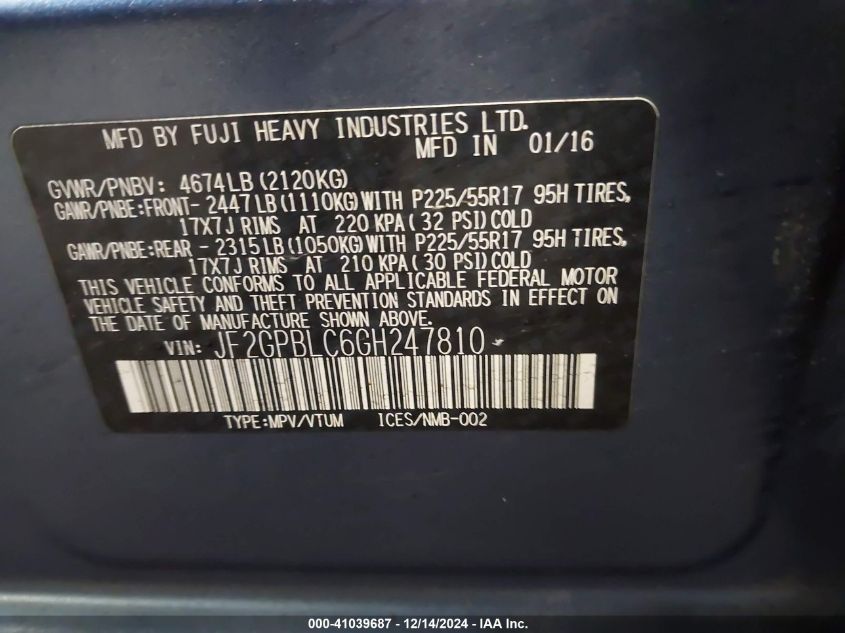 MFD BY FUJI HEAVY INDUSTRIES LTD.
MFD IN 01/16
GVWR/PNBV: 4674LB (2120KG)
GAWR/PNBE:FRONT- 2447LB (1110KG) WITH P225/55R17 95H TIRES,
17X7J RIMS AT 220 KPA ( 32 PSI) COLD
GAWR/PNBE:REAR - 2315LB (1050KG) WITH P225/55R17 95H TIRES,
17X7J RIMS AT 210 KPA ( 30 PSI) COLD
THIS VEHICLE CONFORMS TO ALL APPLICABLE FEDERAL MOTOR
VEHICLE SAFETY AND THEFT PREVENTION STANDARDS IN EFFECT ON
THE DATE OF MANUFACTURE SHOWN ABOVE.
VIN: JF2GPBLC6GH247810
TYPE:MPV/VTUM ICES/NMB-002
000-41039687 - 12/14/2024 - IAA Inc.